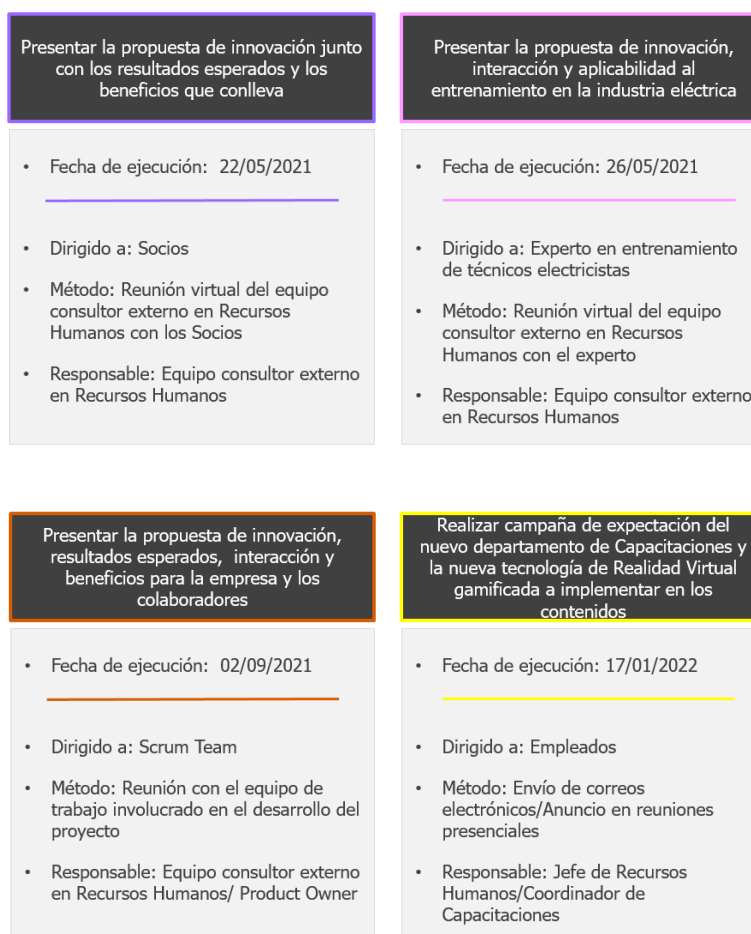 Presentar la propuesta de innovación junto
con los resultados esperados y los
beneficios que conlleva
• Fecha de ejecución:  22/05/2021
• Dirigido a: Socios
• Método: Reunión virtual del equipo
consultor externo en Recursos
Humanos con los Socios
• Responsable: Equipo consultor externo
en Recursos Humanos
Presentar la propuesta de innovación,
interacción y aplicabilidad al
entrenamiento en la industria eléctrica
• Fecha de ejecución: 26/05/2021
• Dirigido a: Experto en entrenamiento
de técnicos electricistas
• Método: Reunión virtual del equipo
consultor externo en Recursos
Humanos con el experto
• Responsable: Equipo consultor externo
en Recursos Humanos
Presentar la propuesta de innovación,
resultados esperados,  interacción y
beneficios para la empresa y los
colaboradores
• Fecha de ejecución:  02/09/2021
• Dirigido a: Scrum Team
• Método: Reunión con el equipo de
trabajo involucrado en el desarrollo del
proyecto
• Responsable: Equipo consultor externo
en Recursos Humanos/ Product Owner
Realizar campaña de expectación del
nuevo departamento de Capacitaciones y
la nueva tecnología de Realidad Virtual
gamificada a implementar en los
contenidos
• Fecha de ejecución: 17/01/2022
• Dirigido a: Empleados
• Método: Envío de correos
electrónicos/Anuncio en reuniones
presenciales
• Responsable: Jefe de Recursos
Humanos/Coordinador de
Capacitaciones